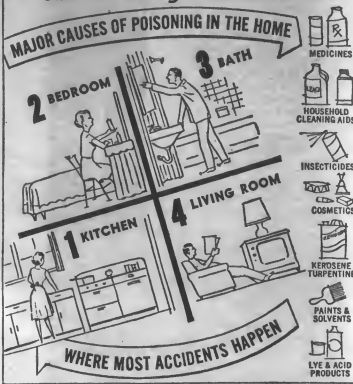 MAJOR CAUSES OF POISONING IN THE HOME
2 BEDROOM
3 BATH
1 KITCHEN
4 LIVING ROOM
WHERE MOST ACCIDENTS HAPPEN
℞
MEDICINES
HOUSEHOLD
CLEANING AIDS
INSECTICIDES
COSMETICS
KEROSENE
TURPENTINE
PAINTS &
SOLVENTS
LYE & ACID
PRODUCTS